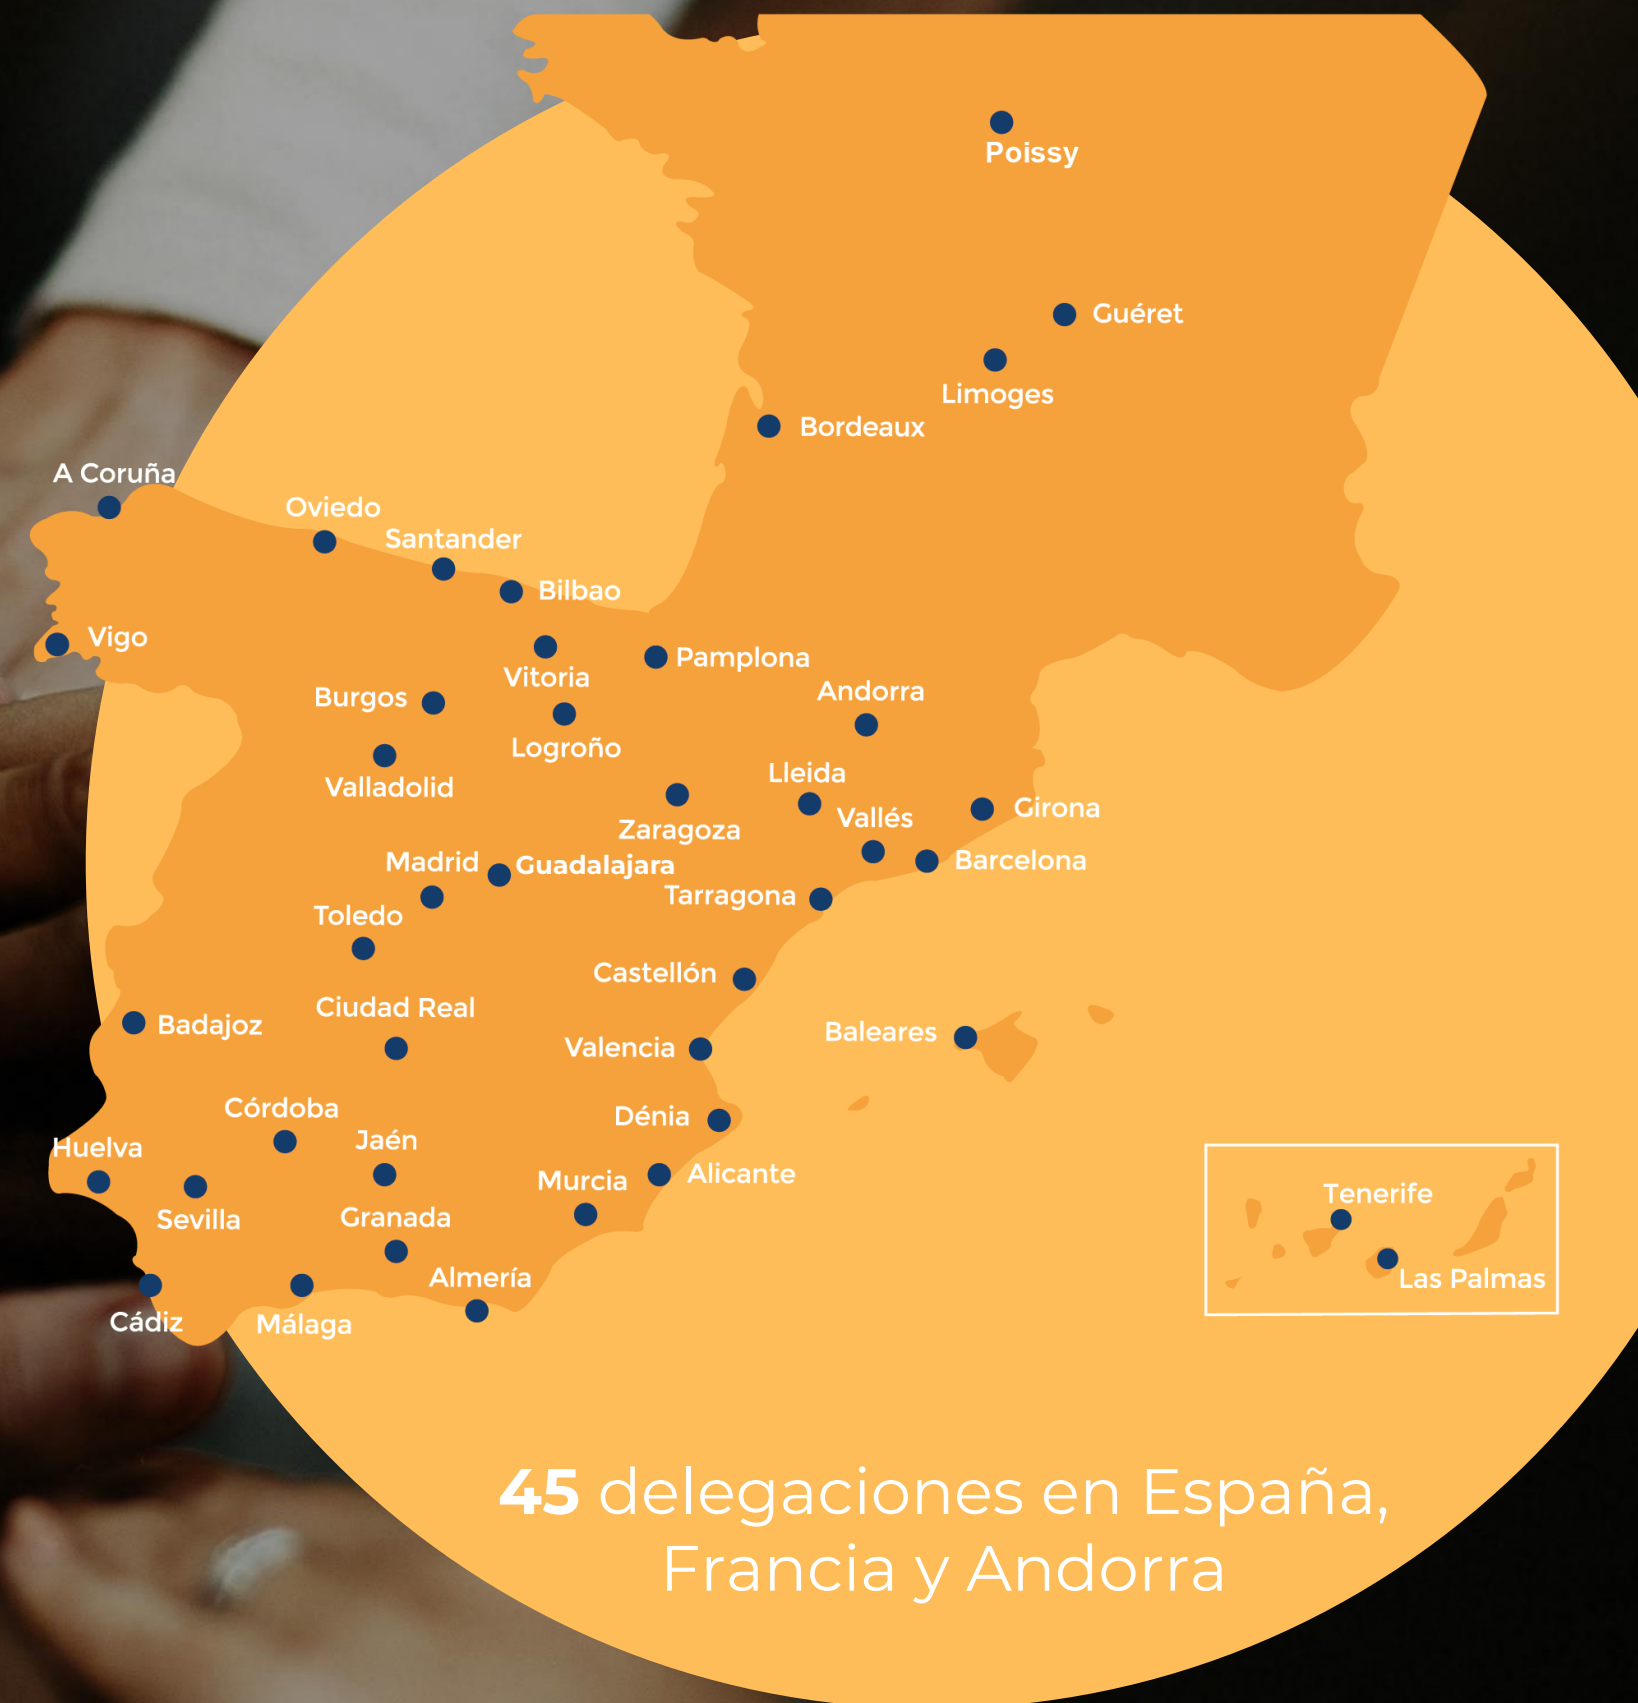 Poissy
Guéret
Limoges
Bordeaux
A Coruña
Oviedo
Santander
Bilbao
Vigo
Vitoria
Pamplona
Burgos
Andorra
Logroño
Lleida
Valladolid
Girona
Vallés
Zaragoza
Madrid
Guadalajara
Barcelona
Tarragona
Toledo
Castellón
Ciudad Real
Badajoz
Baleares
Valencia
Córdoba
Dénia
Jaén
Huelva
Alicante
Murcia
Tenerife
Sevilla
Granada
Almería
Las Palmas
Cádiz
Málaga
45 delegaciones en España,
Francia y Andorra